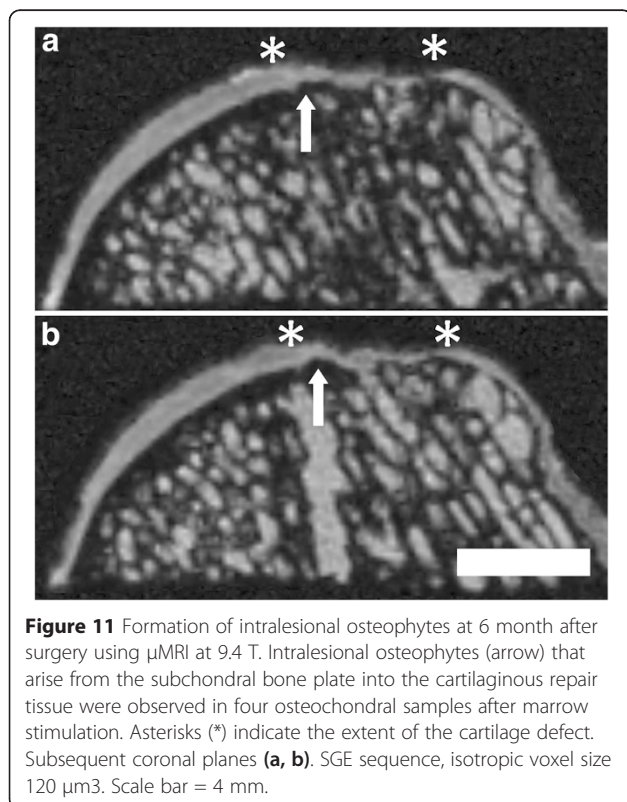 a
* *
b
* *
Figure 11 Formation of intralesional osteophytes at 6 month after
surgery using μMRI at 9.4 T. Intralesional osteophytes (arrow) that
arise from the subchondral bone plate into the cartilaginous repair
tissue were observed in four osteochondral samples after marrow
stimulation. Asterisks (*) indicate the extent of the cartilage defect.
Subsequent coronal planes (a, b). SGE sequence, isotropic voxel size
120 μm3. Scale bar = 4 mm.